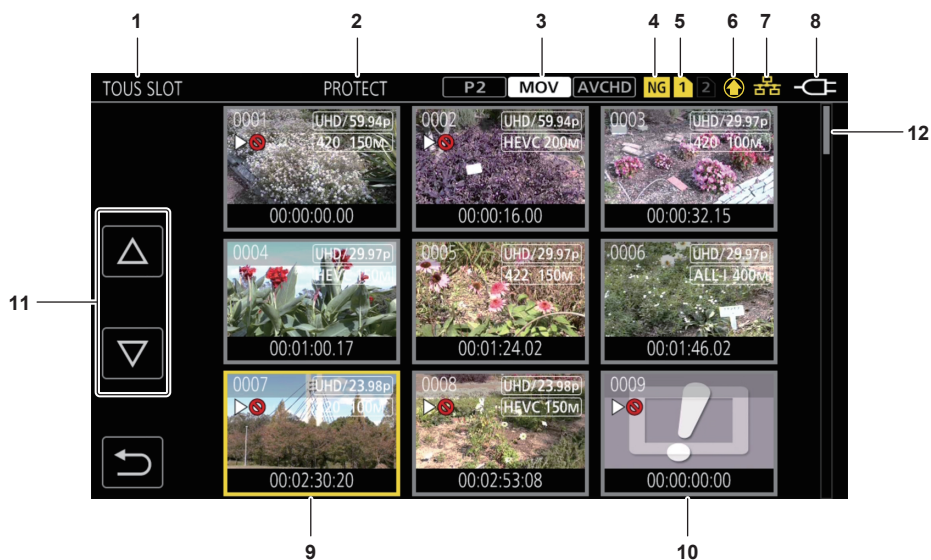 1 2 3 4 5 6 7 8
TOUS SLOT PROTECT P2 MOV AVCHD NG 1 2
12
0001 UHD/59.94p 0002 UHD/59.94p 0003 UHD/29.97p
420 150M HEVC 200M 420 100M
00:00:00.00 00:00:16.00 00:00:32.15
11
0004 UHD/29.97p 0005 UHD/29.97p 0006 UHD/29.97p
HEVC 150M 422 150M ALL-I 400M
00:01:00.17 00:01:24.02 00:01:46.02
0007 UHD/23.98p 0008 UHD/23.98p 0009
420 100M HEVC 150M
00:02:30:20 00:02:53:08 00:00:00:00
9 10